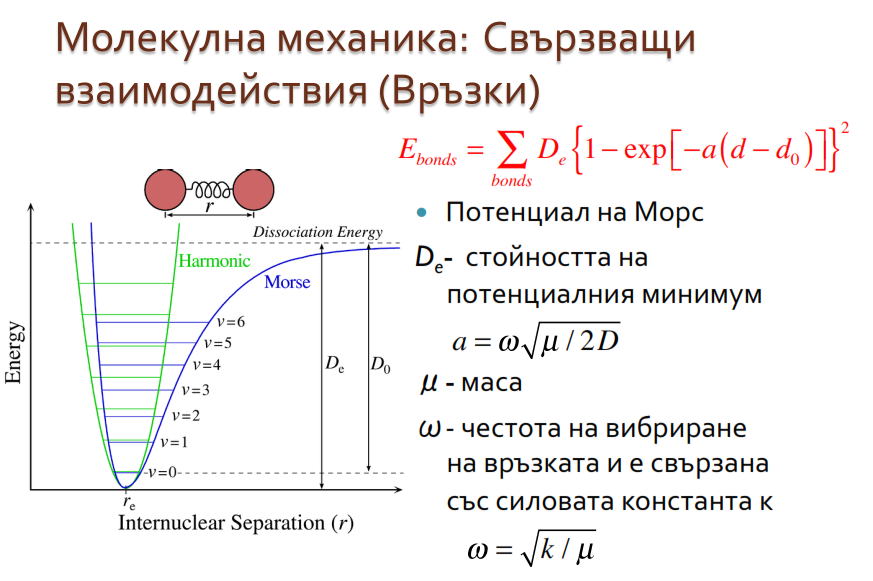 Молекулна механика: Свързващи
взаимодействия (Връзки)
E_bonds = ∑_bonds D_e{1 − exp[−a(d − d_0)]}^2
r
Dissociation Energy
Harmonic
Morse
v=6
v=5
v=4
v=3
v=2
v=1
v=0
D_e
D_0
Energy
r_e
Internuclear Separation (r)
• Потенциал на Морс
D_e- стойността на
потенциалния минимум
a = ω√(μ / 2D)
μ - маса
ω - честота на вибриране
на връзката и е свързана
със силовата константа к
ω = √(k / μ)